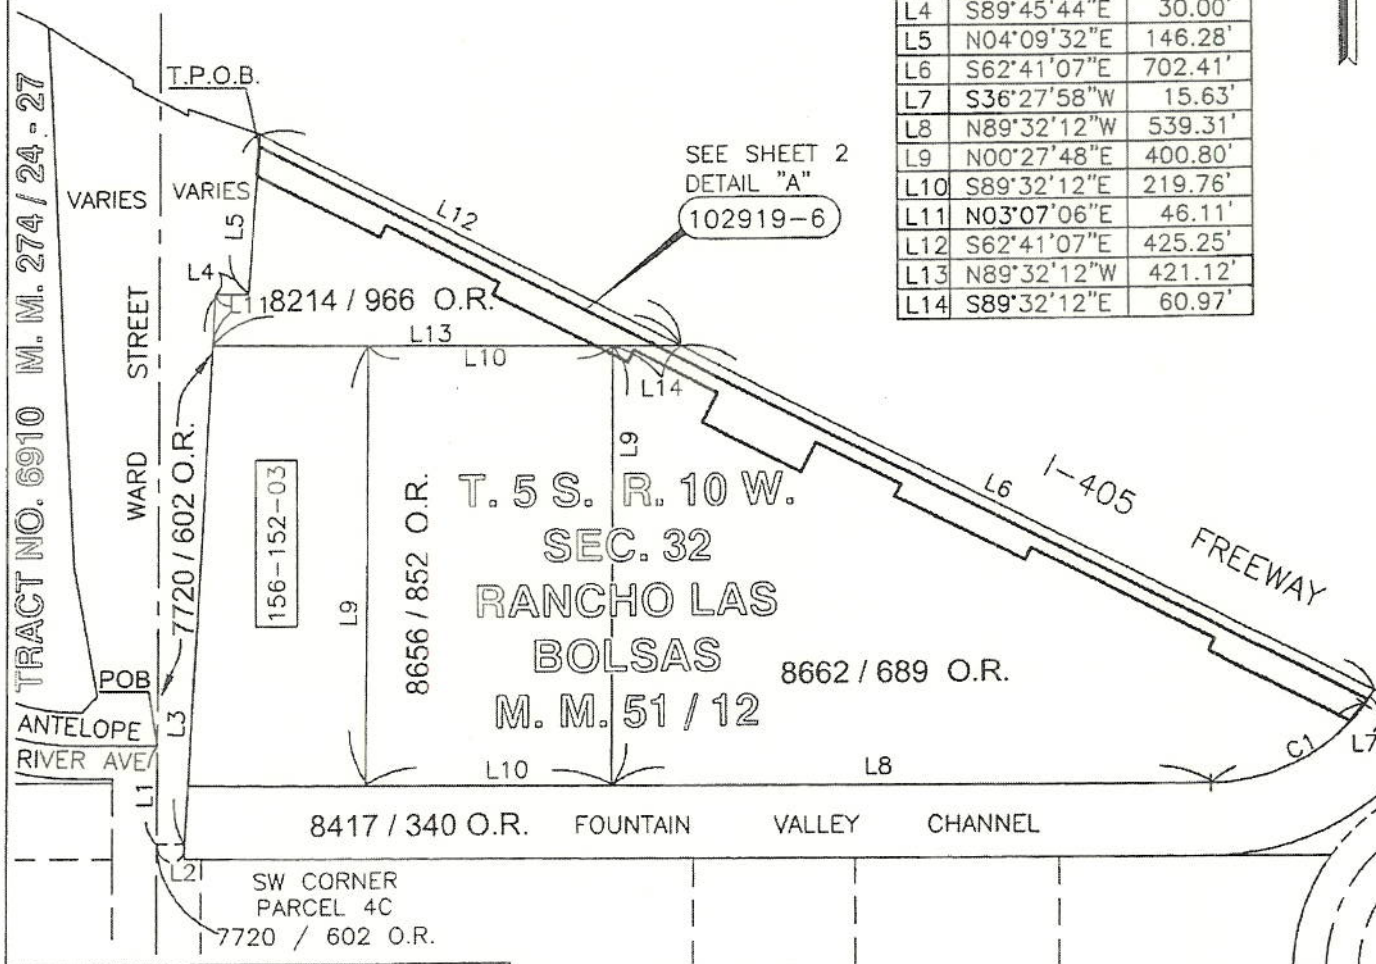 L4 S89°45'44"E 30.00'
L5 N04°09'32"E 146.28'
L6 S62°41'07"E 702.41'
L7 S36°27'58"W 15.63'
L8 N89°32'12"W 539.31'
L9 N00°27'48"E 400.80'
L10 S89°32'12"E 219.76'
L11 N03°07'06"E 46.11'
L12 S62°41'07"E 425.25'
L13 N89°32'12"W 421.12'
L14 S89°32'12"E 60.97'
TRACT NO. 6910 M. M. 274 / 24 - 27
T.P.O.B.
VARIES
VARIES
SEE SHEET 2
DETAIL "A"
102919-6
L12
L5
L4
L11
8214 / 966 O.R.
L13
L10
L14
WARD STREET
7720 / 602 O.R.
156-152-03
L9
8656 / 852 O.R.
L9
T. 5 S. R. 10 W.
SEC. 32
RANCHO LAS
BOLSAS
M. M. 51 / 12
L6
I-405 FREEWAY
8662 / 689 O.R.
POB
ANTELOPE
RIVER AVE
L3
L1
L10
L8
C1
L7
8417 / 340 O.R. FOUNTAIN VALLEY CHANNEL
L2
SW CORNER
PARCEL 4C
7720 / 602 O.R.